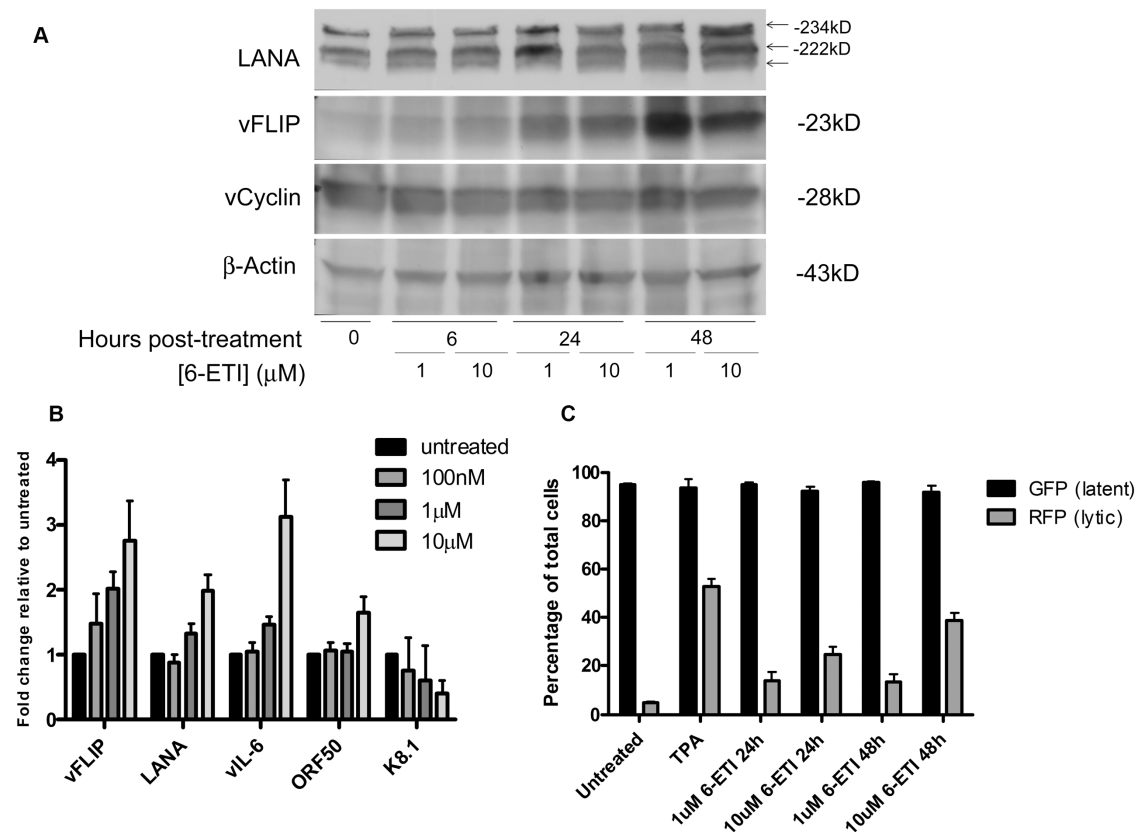 A
LANA
-234kD
-222kD
vFLIP
-23kD
vCyclin
-28kD
β-Actin
-43kD
Hours post-treatment 0 6 24 48
[6-ETI] (μM) 1 10 1 10 1 10
B
Fold change relative to untreated
4
3
2
1
0
untreated
100nM
1μM
10μM
vFLIP
LANA
vIL-6
ORF50
K8.1
C
Percentage of total cells
100
80
60
40
20
0
GFP (latent)
RFP (lytic)
Untreated
TPA
1uM 6-ETI 24h
10uM 6-ETI 24h
1uM 6-ETI 48h
10uM 6-ETI 48h